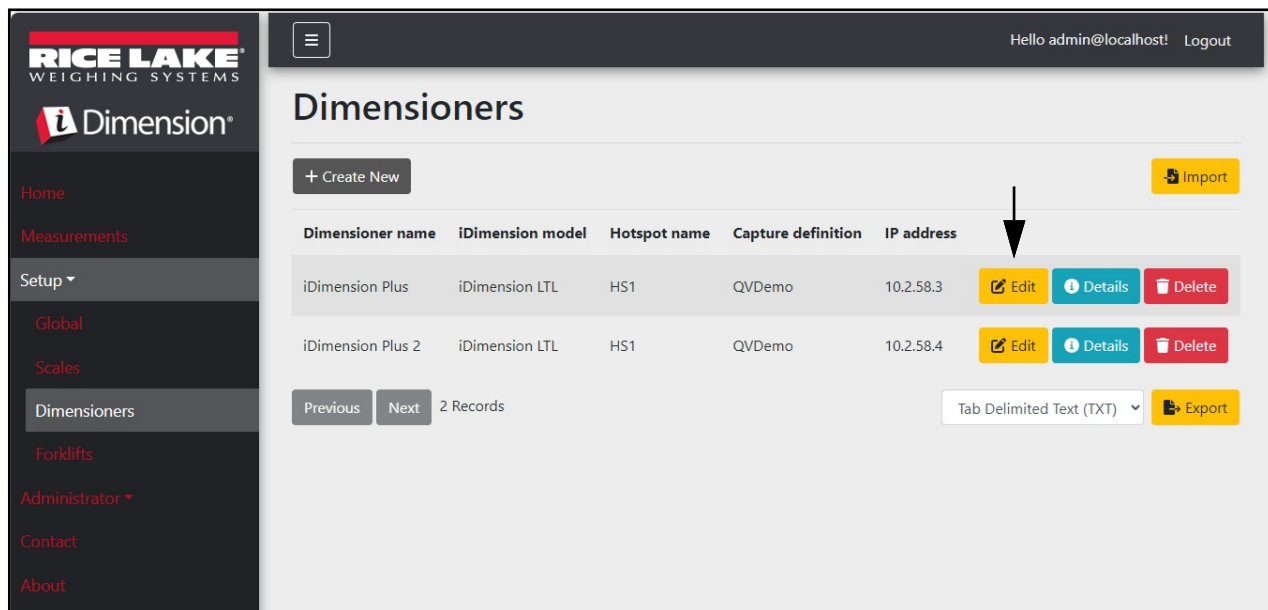 RICE LAKE®
WEIGHING SYSTEMS
i Dimension®
Home
Measurements
Setup
Global
Scales
Dimensioners
Forklifts
Administrator
Contact
About
Hello admin@localhost! Logout
Dimensioners
+ Create New
Import
Dimensioner name iDimension model Hotspot name Capture definition IP address
iDimension Plus iDimension LTL HS1 QVDemo 10.2.58.3 Edit Details Delete
iDimension Plus 2 iDimension LTL HS1 QVDemo 10.2.58.4 Edit Details Delete
Previous Next 2 Records Tab Delimited Text (TXT) Export